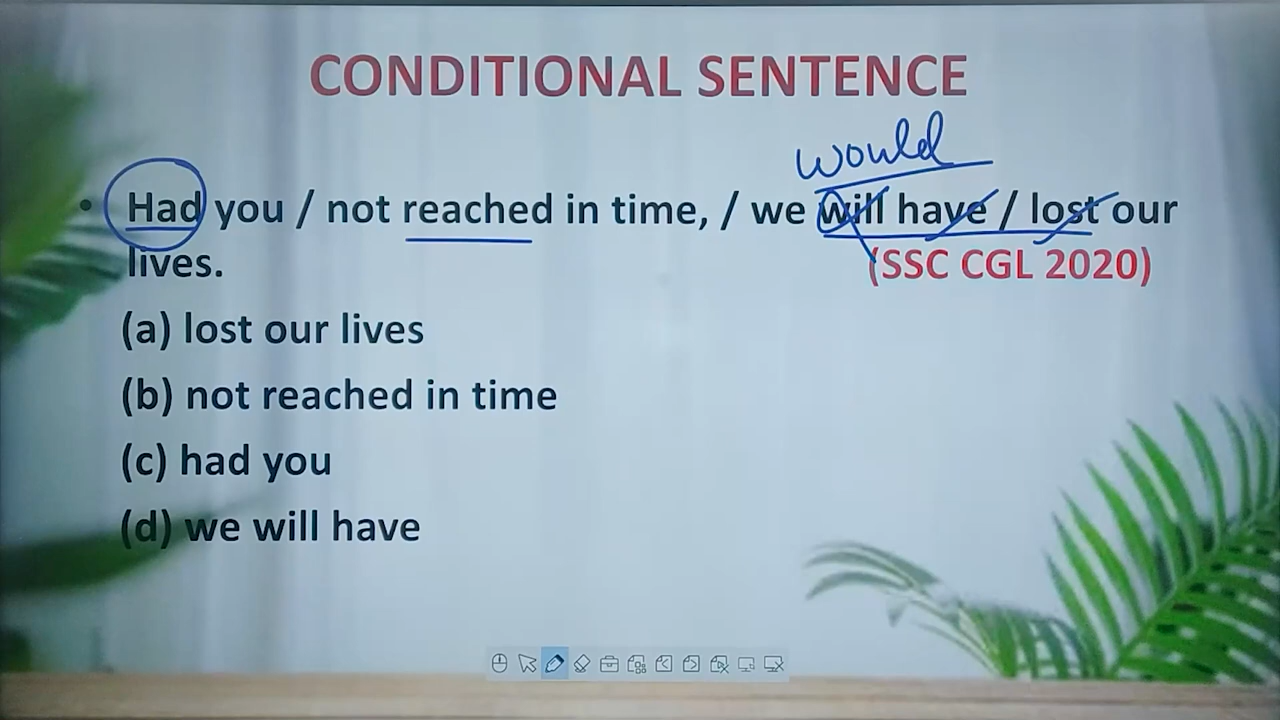 CONDITIONAL SENTENCE
would
• Had you / not reached in time, / we will have / lost our
lives.
(SSC CGL 2020)
(a) lost our lives
(b) not reached in time
(c) had you
(d) we will have